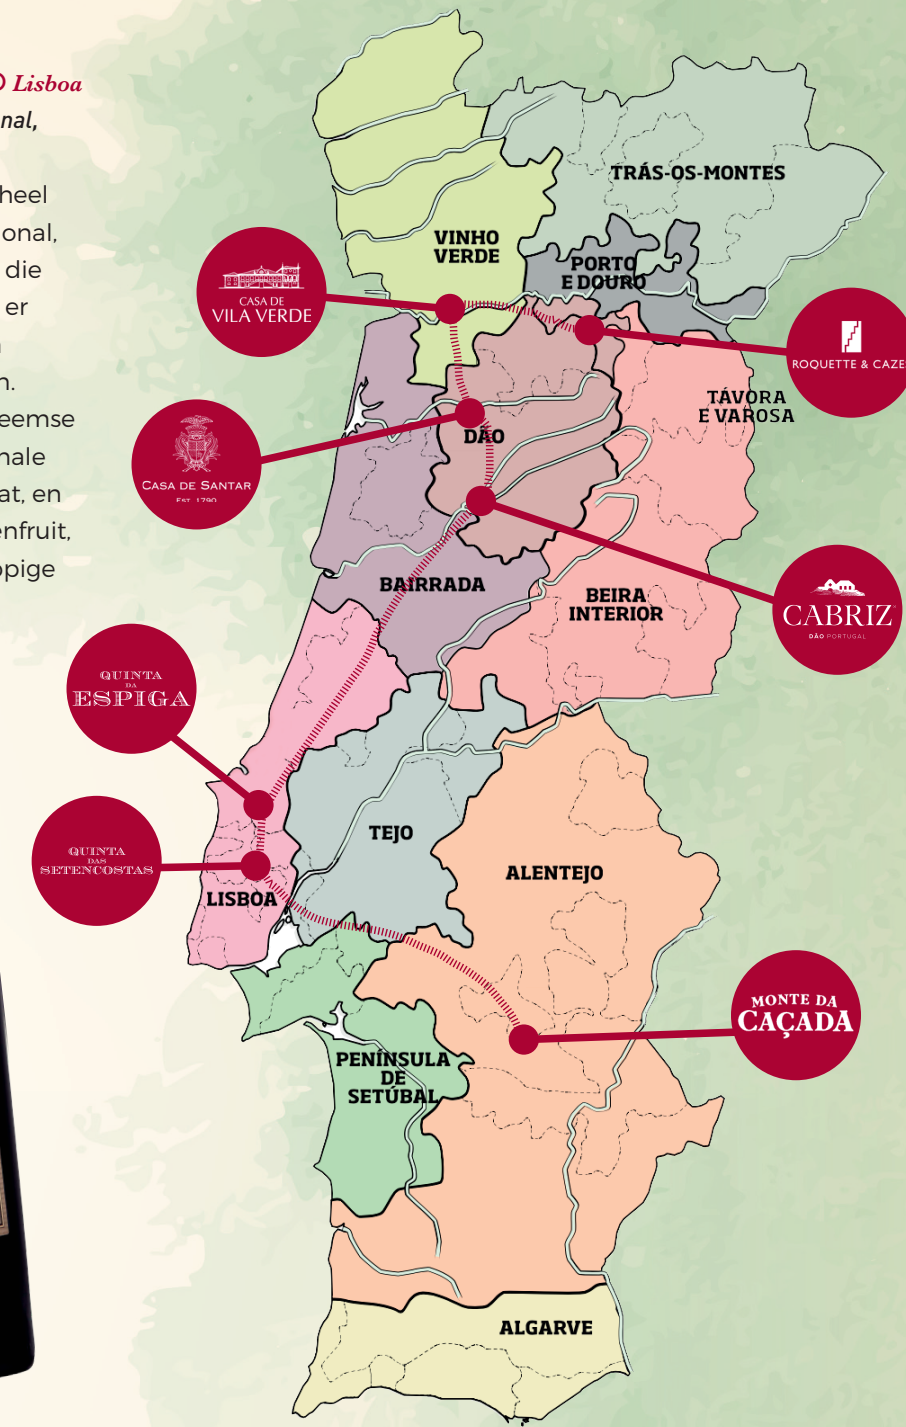 O Lisboa
nal,
heel
onal,
die
er
n.
eemse
nale
at, en
enfruit,
opige
TRÁS-OS-MONTES
VINHO
VERDE
PORTO
E DOURO
CASA DE
VILA VERDE
ROQUETTE & CAZE
TÁVORA
E VAROSA
DÃO
CASA DE SANTAR
EST. 1790
BAIRRADA
BEIRA
INTERIOR
CABRIZ
DÃO PORTUGAL
QUINTA
DA
ESPIGA
TEJO
QUINTA
DAS
SETENCOSTAS
ALENTEJO
LISBOA
MONTE DA
CAÇADA
PENÍNSULA
DE
SETÚBAL
ALGARVE